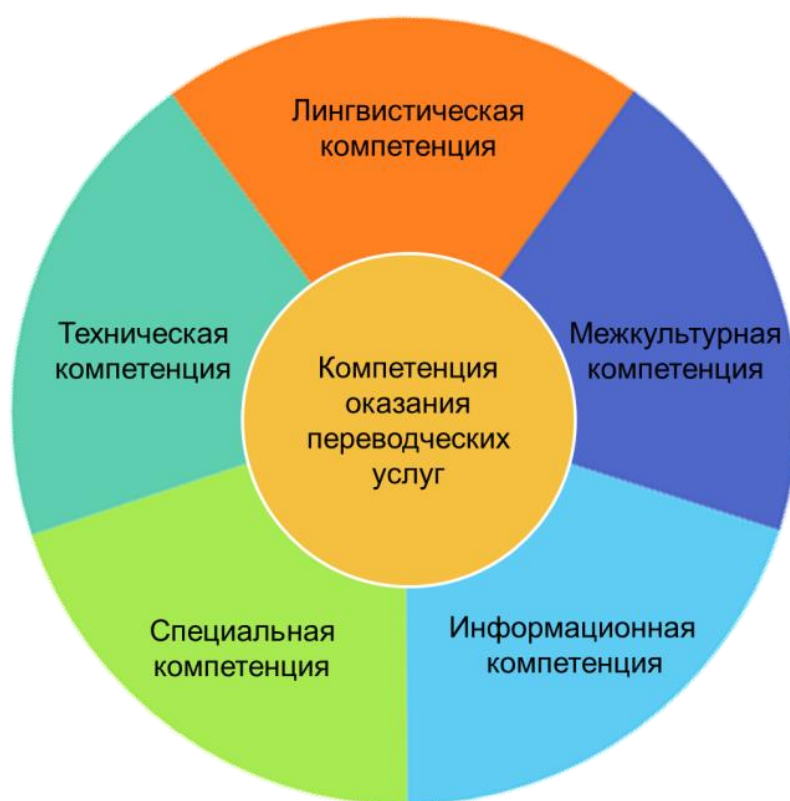 Лингвистическая
компетенция
Техническая
компетенция
Межкультурная
компетенция
Компетенция
оказания
переводческих
услуг
Специальная
компетенция
Информационная
компетенция